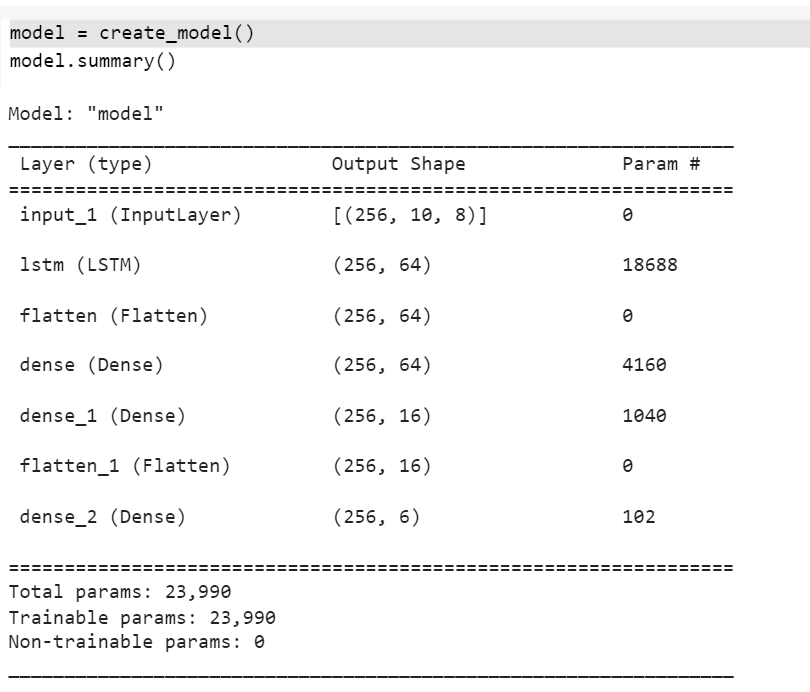 model = create_model()
model.summary()
Model: "model"
_________________________________________________________________
Layer (type) Output Shape Param #
=================================================================
input_1 (InputLayer) [(256, 10, 8)] 0
lstm (LSTM) (256, 64) 18688
flatten (Flatten) (256, 64) 0
dense (Dense) (256, 64) 4160
dense_1 (Dense) (256, 16) 1040
flatten_1 (Flatten) (256, 16) 0
dense_2 (Dense) (256, 6) 102
=================================================================
Total params: 23,990
Trainable params: 23,990
Non-trainable params: 0
_________________________________________________________________